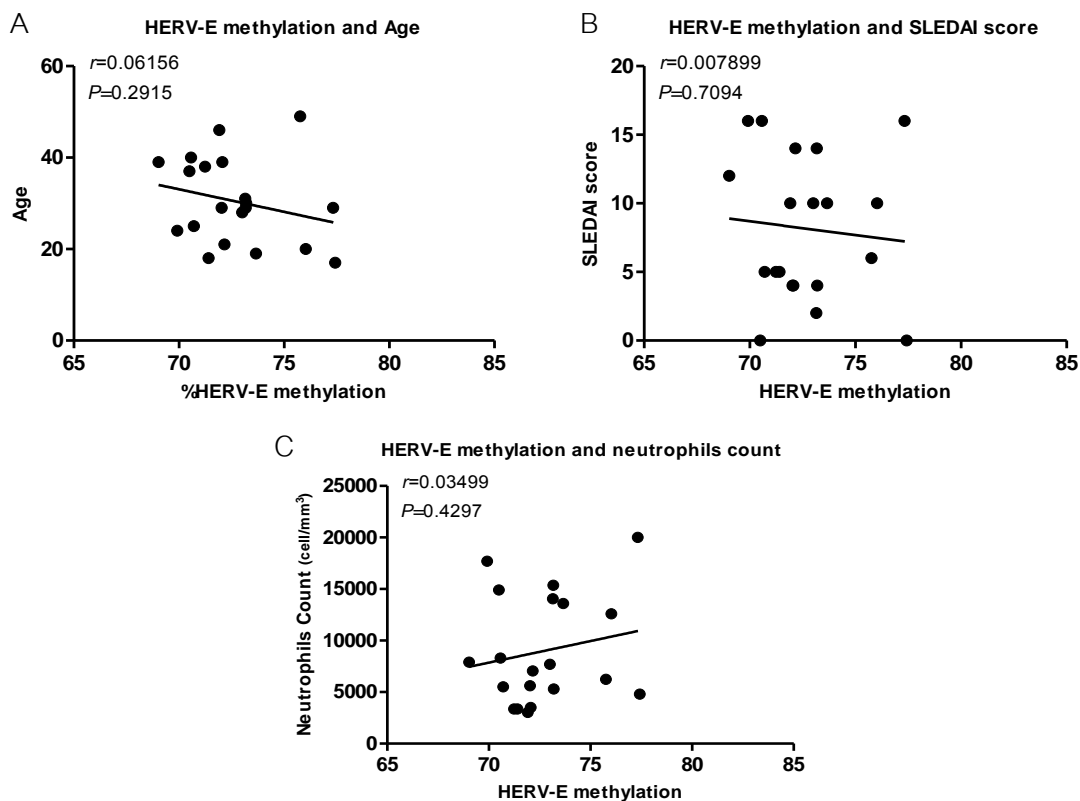 A
HERV-E methylation and Age
r=0.06156
P=0.2915
60
40
20
0
Age
65
70
75
80
85
%HERV-E methylation
B
HERV-E methylation and SLEDAI score
r=0.007899
P=0.7094
20
15
10
5
0
SLEDAI score
65
70
75
80
85
HERV-E methylation
C
HERV-E methylation and neutrophils count
r=0.03499
P=0.4297
25000
20000
15000
10000
5000
0
Neutrophils Count (cell/mm³)
65
70
75
80
85
HERV-E methylation